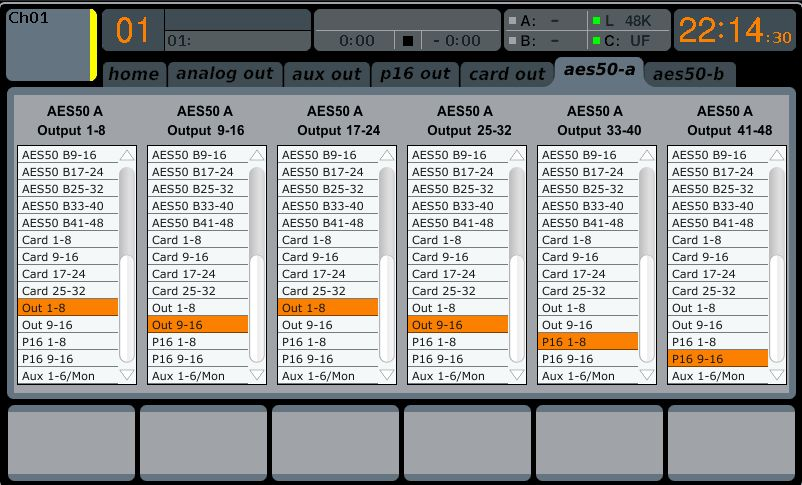 Ch01
01
01:
0:00 - 0:00
A: - L 48K
B: - C: UF
22:14:30
home analog out aux out p16 out card out aes50-a aes50-b
AES50 A
Output 1-8
AES50 B9-16
AES50 B17-24
AES50 B25-32
AES50 B33-40
AES50 B41-48
Card 1-8
Card 9-16
Card 17-24
Card 25-32
Out 1-8
Out 9-16
P16 1-8
P16 9-16
Aux 1-6/Mon
AES50 A
Output 9-16
AES50 B9-16
AES50 B17-24
AES50 B25-32
AES50 B33-40
AES50 B41-48
Card 1-8
Card 9-16
Card 17-24
Card 25-32
Out 1-8
Out 9-16
P16 1-8
P16 9-16
Aux 1-6/Mon
AES50 A
Output 17-24
AES50 B9-16
AES50 B17-24
AES50 B25-32
AES50 B33-40
AES50 B41-48
Card 1-8
Card 9-16
Card 17-24
Card 25-32
Out 1-8
Out 9-16
P16 1-8
P16 9-16
Aux 1-6/Mon
AES50 A
Output 25-32
AES50 B9-16
AES50 B17-24
AES50 B25-32
AES50 B33-40
AES50 B41-48
Card 1-8
Card 9-16
Card 17-24
Card 25-32
Out 1-8
Out 9-16
P16 1-8
P16 9-16
Aux 1-6/Mon
AES50 A
Output 33-40
AES50 B9-16
AES50 B17-24
AES50 B25-32
AES50 B33-40
AES50 B41-48
Card 1-8
Card 9-16
Card 17-24
Card 25-32
Out 1-8
Out 9-16
P16 1-8
P16 9-16
Aux 1-6/Mon
AES50 A
Output 41-48
AES50 B9-16
AES50 B17-24
AES50 B25-32
AES50 B33-40
AES50 B41-48
Card 1-8
Card 9-16
Card 17-24
Card 25-32
Out 1-8
Out 9-16
P16 1-8
P16 9-16
Aux 1-6/Mon